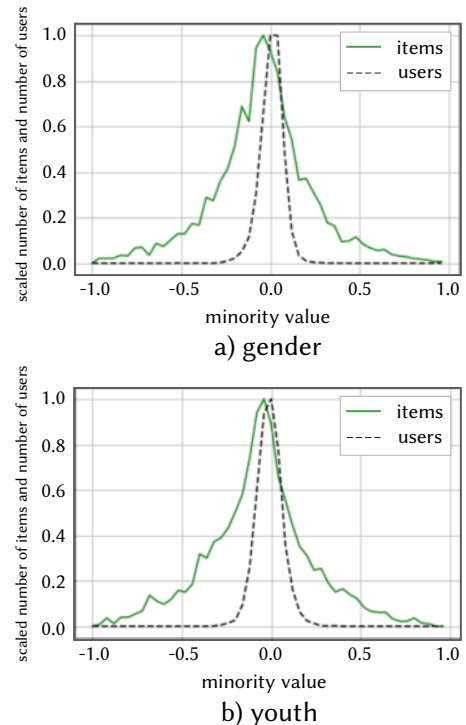 scaled number of items and number of users
1.0
0.8
0.6
0.4
0.2
0.0
items
users
-1.0
-0.5
0.0
0.5
1.0
minority value
a) gender
scaled number of items and number of users
1.0
0.8
0.6
0.4
0.2
0.0
items
users
-1.0
-0.5
0.0
0.5
1.0
minority value
b) youth